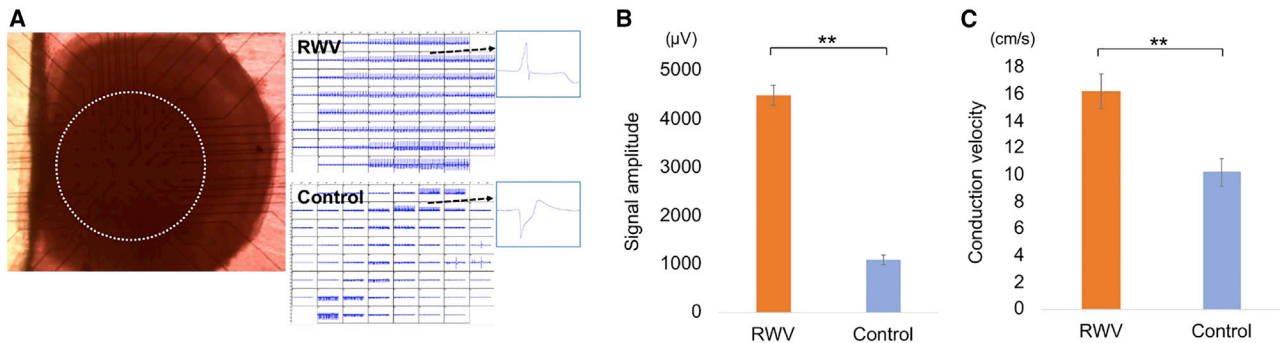 A
RWV
Control
B
(µV)
**
Signal amplitude
5000
4000
3000
2000
1000
0
RWV Control
C
(cm/s)
**
Conduction velocity
18
16
14
12
10
8
6
4
2
0
RWV Control